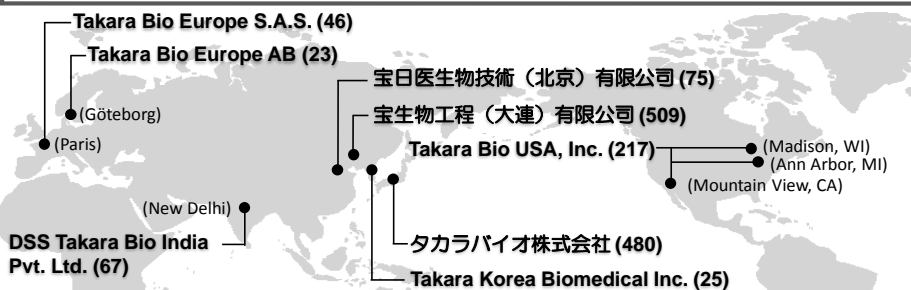 Takara Bio Europe S.A.S. (46)
Takara Bio Europe AB (23)
宝日医生物技術（北京）有限公司 (75)
(Göteborg)
宝生物工程（大連）有限公司 (509)
(Paris)
Takara Bio USA, Inc. (217)
(Madison, WI)
(Ann Arbor, MI)
(Mountain View, CA)
(New Delhi)
DSS Takara Bio India
Pvt. Ltd. (67)
タカラバイオ株式会社 (480)
Takara Korea Biomedical Inc. (25)